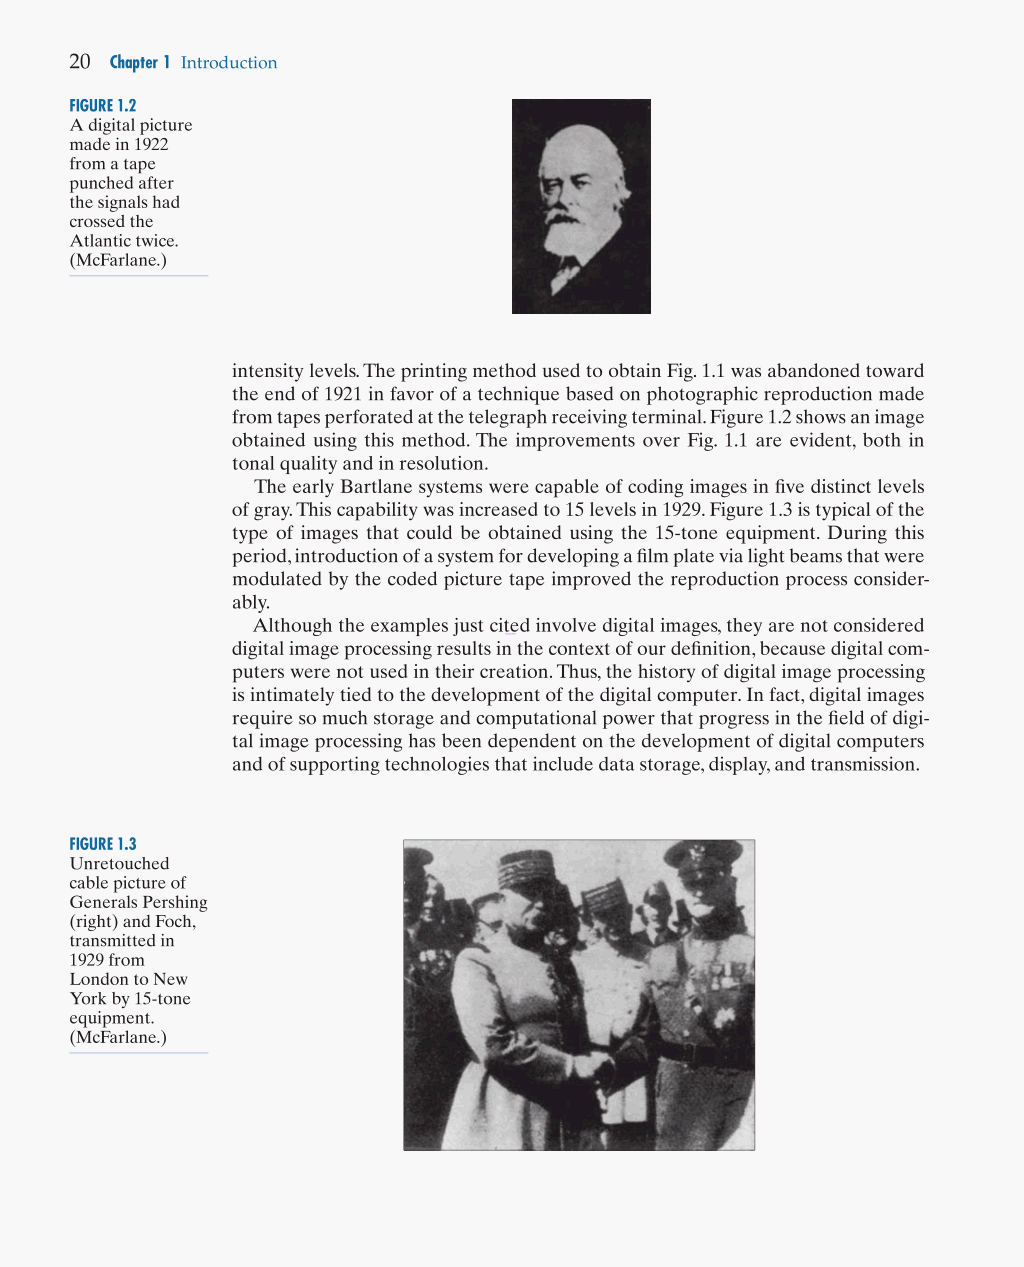 20 Chapter 1 Introduction
FIGURE 1.2
A digital picture
made in 1922
from a tape
punched after
the signals had
crossed the
Atlantic twice.
(McFarlane.)
intensity levels. The printing method used to obtain Fig. 1.1 was abandoned toward
the end of 1921 in favor of a technique based on photographic reproduction made
from tapes perforated at the telegraph receiving terminal. Figure 1.2 shows an image
obtained using this method. The improvements over Fig. 1.1 are evident, both in
tonal quality and in resolution.
The early Bartlane systems were capable of coding images in five distinct levels
of gray. This capability was increased to 15 levels in 1929. Figure 1.3 is typical of the
type of images that could be obtained using the 15-tone equipment. During this
period, introduction of a system for developing a film plate via light beams that were
modulated by the coded picture tape improved the reproduction process consider-
ably.
Although the examples just cited involve digital images, they are not considered
digital image processing results in the context of our definition, because digital com-
puters were not used in their creation. Thus, the history of digital image processing
is intimately tied to the development of the digital computer. In fact, digital images
require so much storage and computational power that progress in the field of digi-
tal image processing has been dependent on the development of digital computers
and of supporting technologies that include data storage, display, and transmission.
FIGURE 1.3
Unretouched
cable picture of
Generals Pershing
(right) and Foch,
transmitted in
1929 from
London to New
York by 15-tone
equipment.
(McFarlane.)